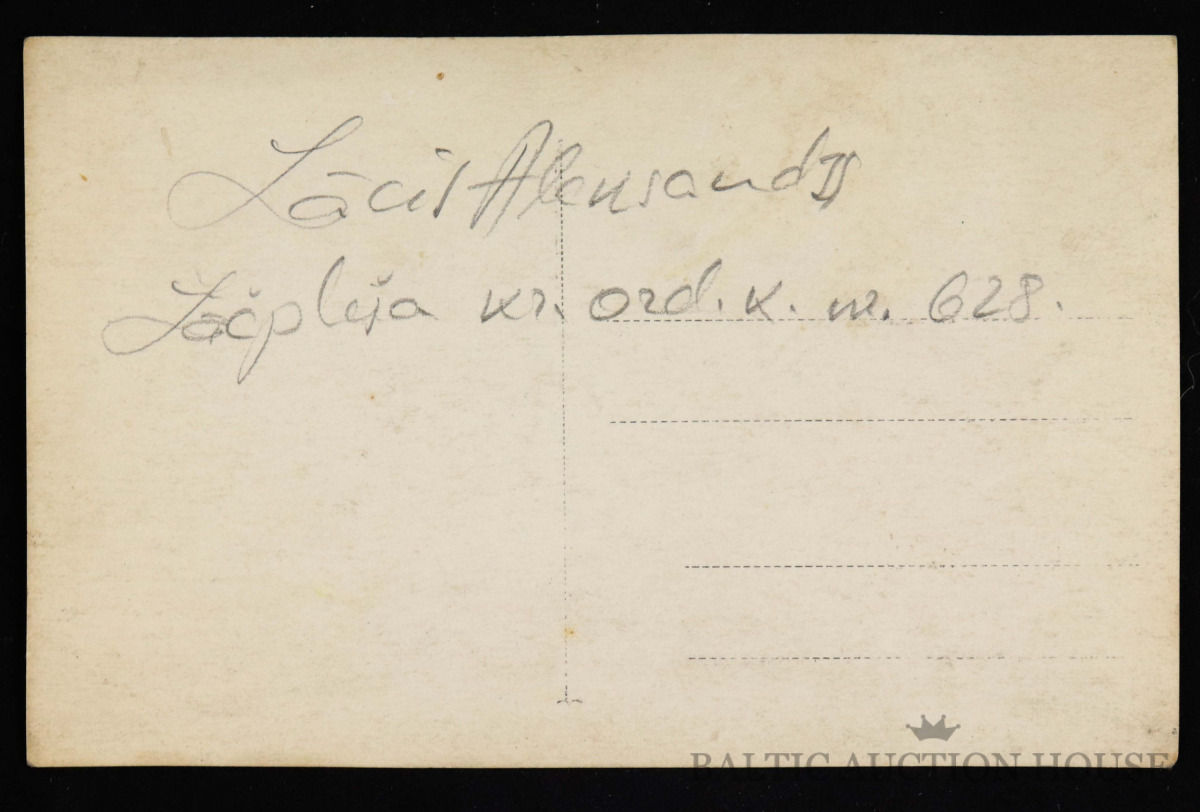 Lācis Aleksandrs
Lāčplēša kr. ord. k. nr. 628.
BALTIC AUCTION HOUSE